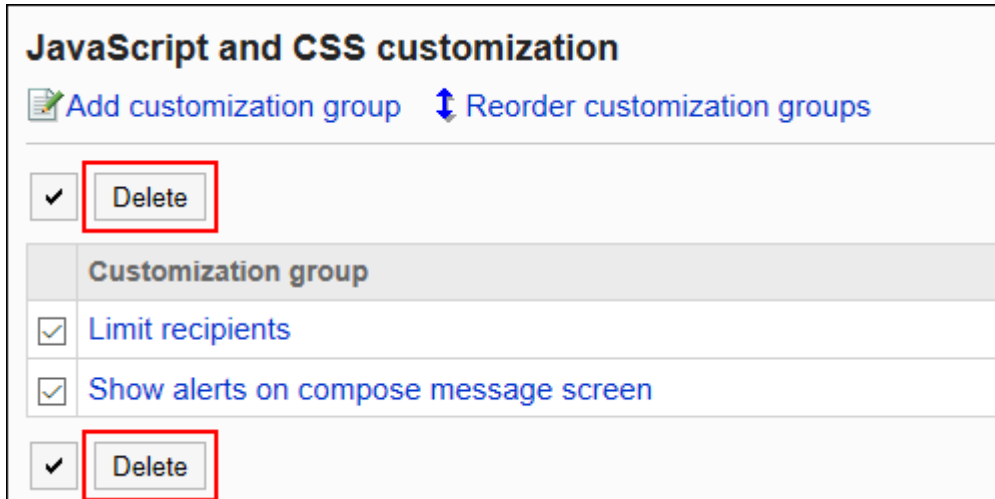 JavaScript and CSS customization
Add customization group Reorder customization groups
Delete
Customization group
Limit recipients
Show alerts on compose message screen
Delete